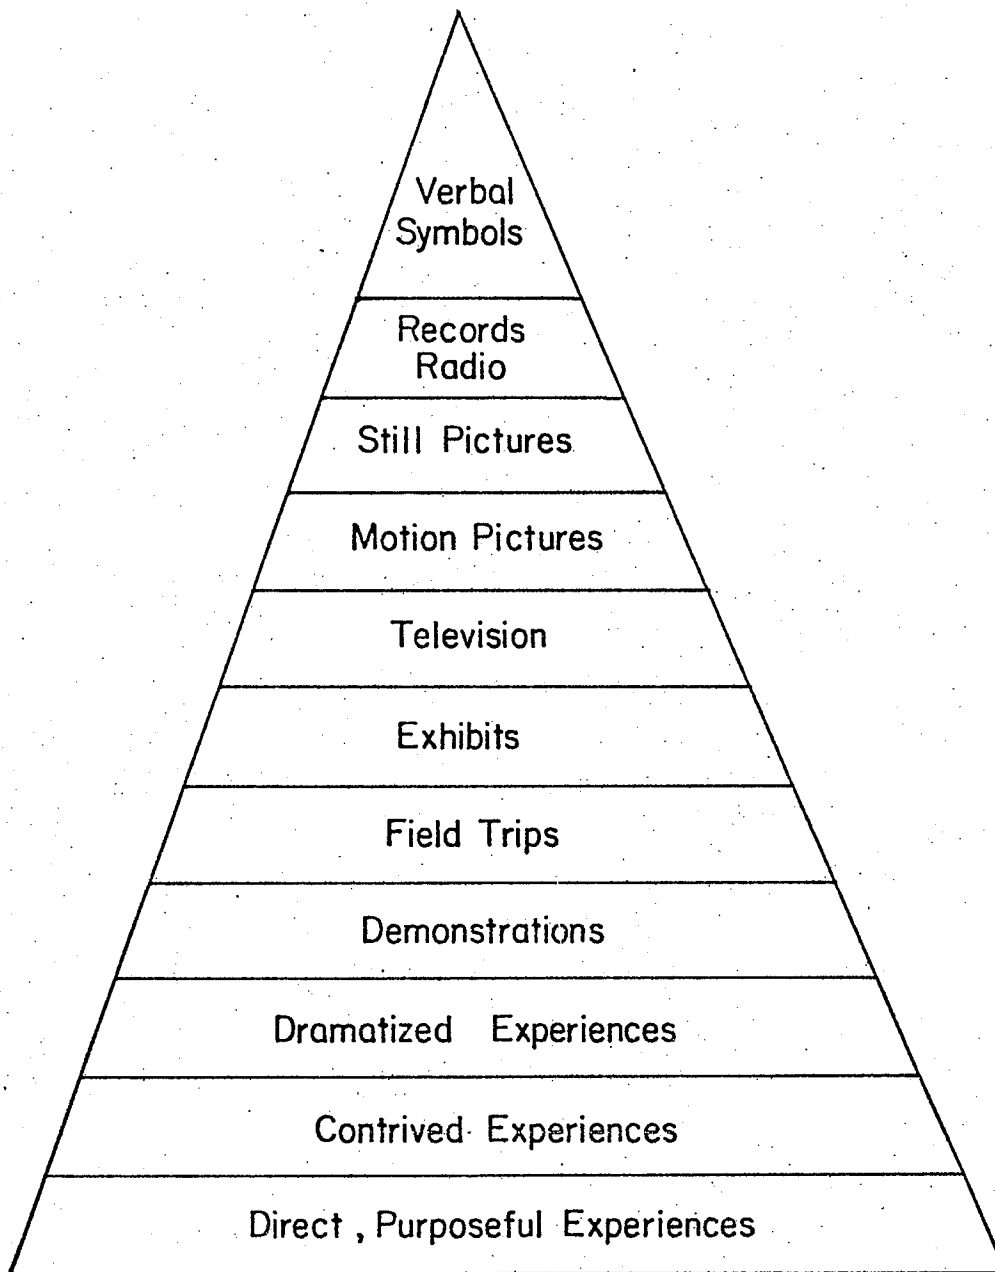 Verbal
Symbols
Records
Radio
Still Pictures
Motion Pictures
Television
Exhibits
Field Trips
Demonstrations
Dramatized Experiences
Contrived Experiences
Direct, Purposeful Experiences